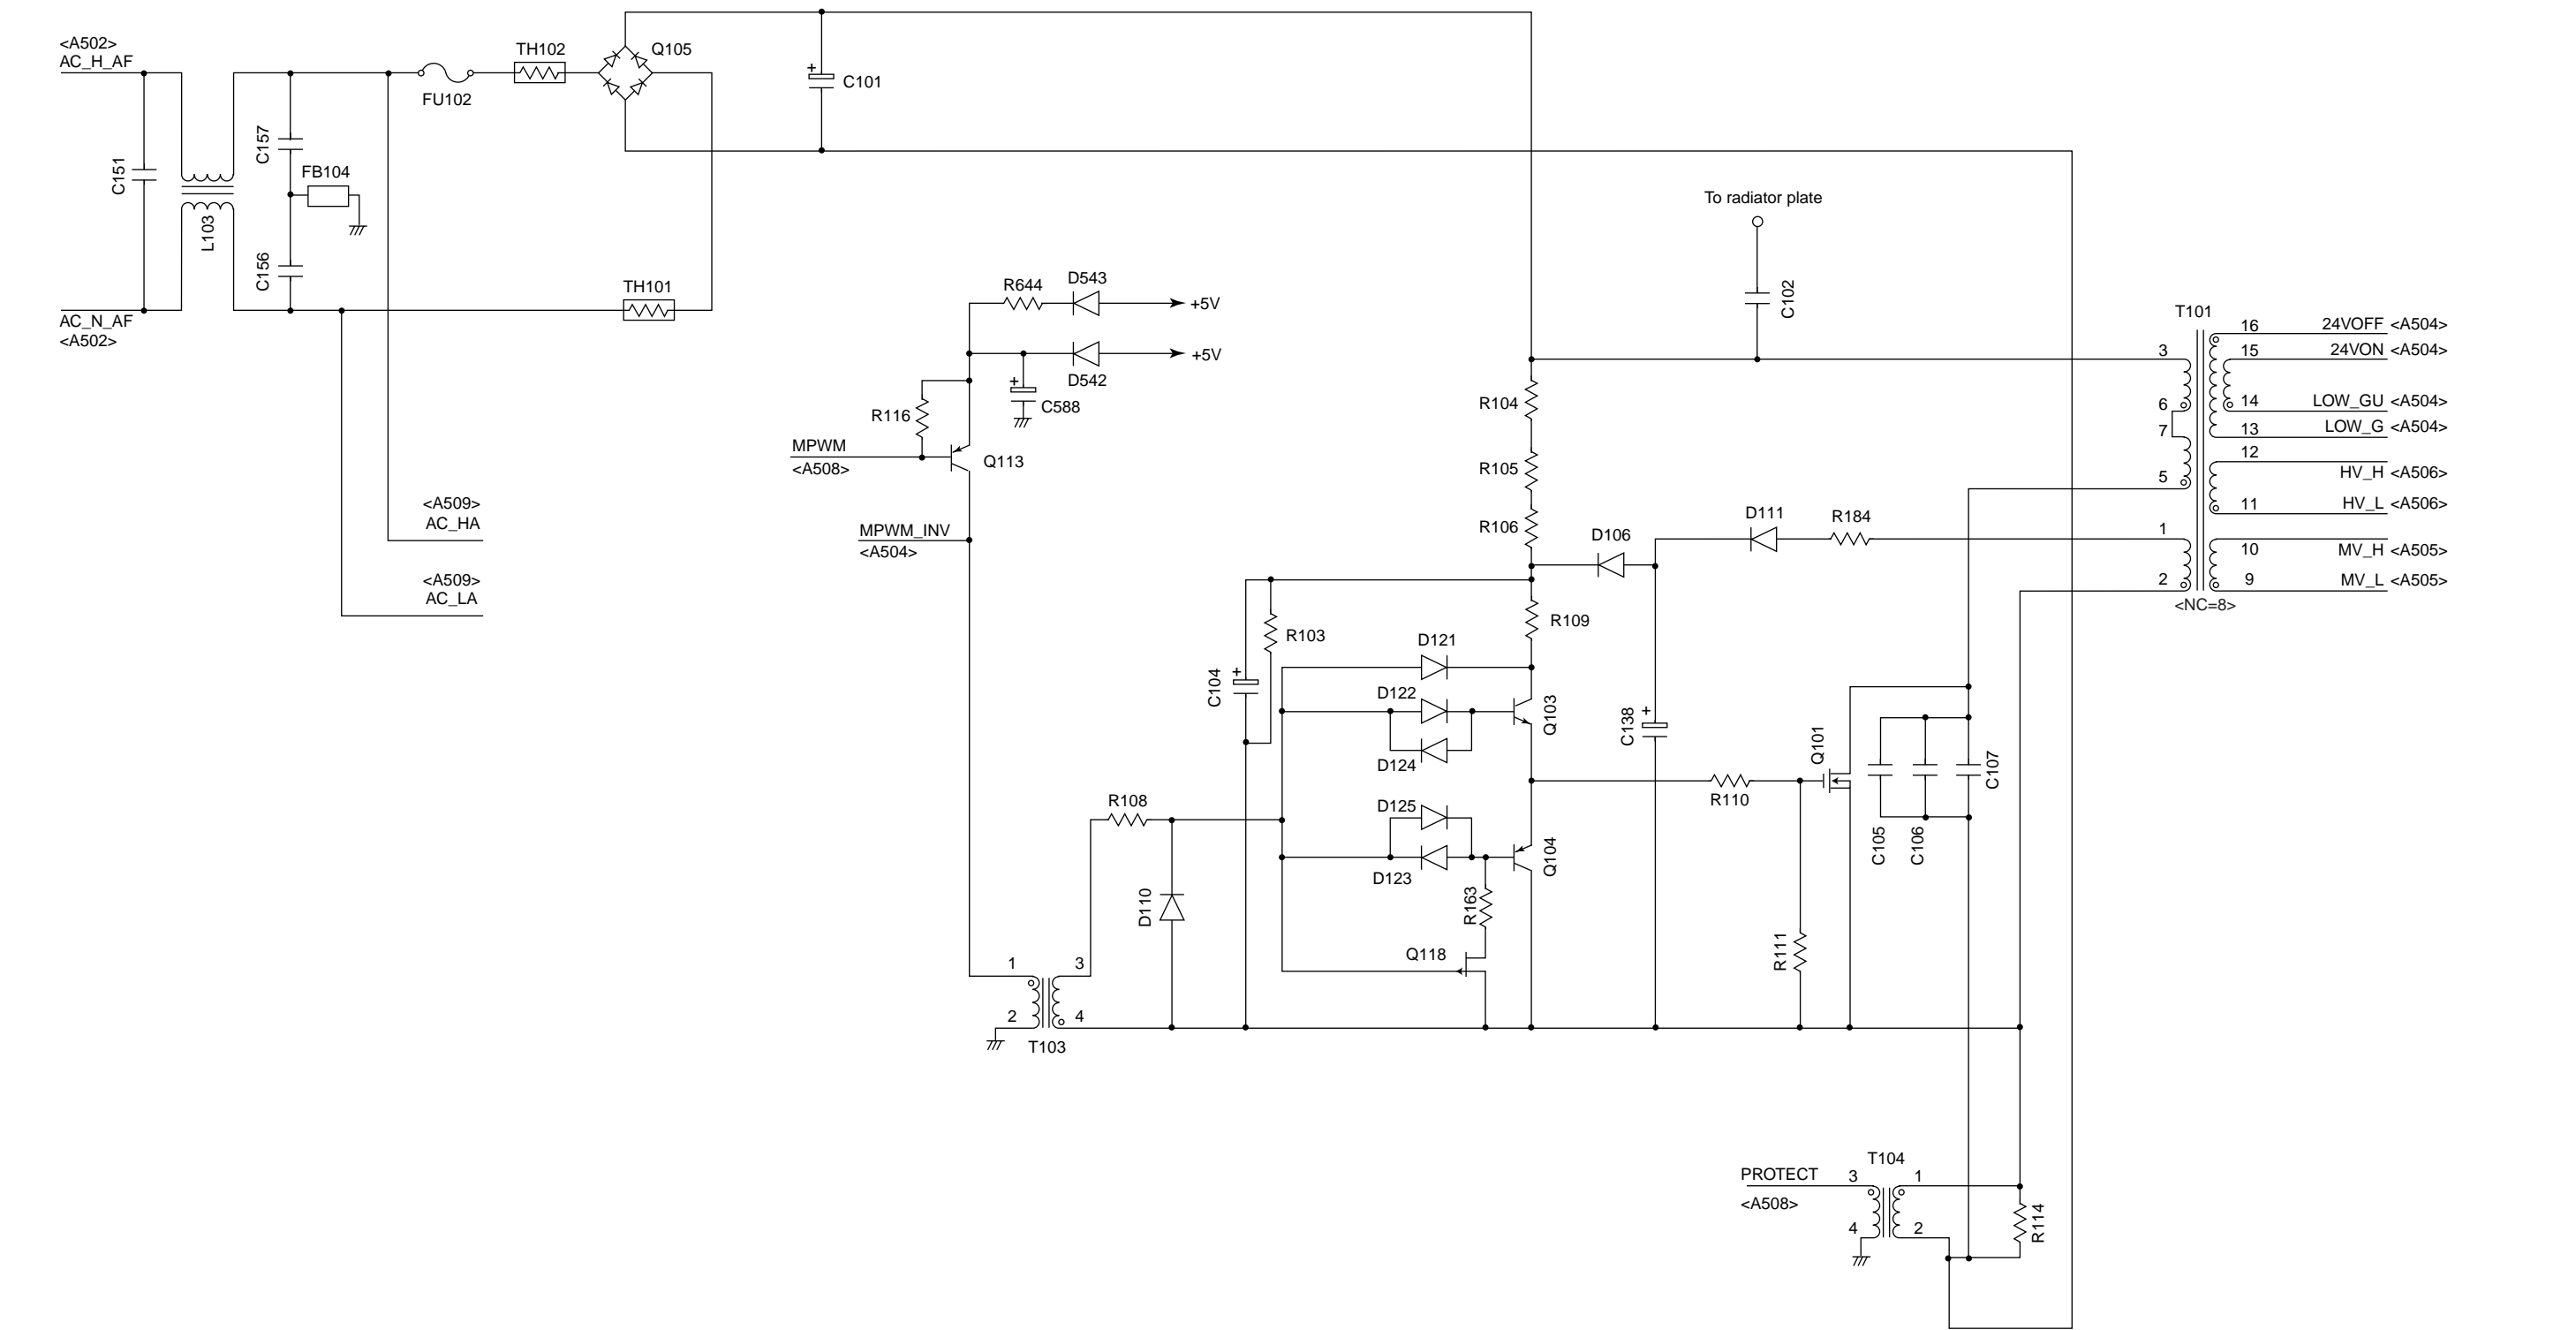 <A502>
AC_H_AF
TH102
Q105
FU102
C101
C151
C157
FB104
L103
C156
TH101
AC_N_AF
<A502>
<A509>
AC_HA
<A509>
AC_LA
To radiator plate
C102
R644
D543
+5V
+5V
D542
C588
R116
MPWM
<A508>
Q113
MPWM_INV
<A504>
T101
3
6
7
5
1
2
16
24VOFF <A504>
15
24VON <A504>
14
LOW_GU <A504>
13
LOW_G <A504>
12
HV_H <A506>
11
HV_L <A506>
10
MV_H <A505>
9
MV_L <A505>
<NC=8>
R104
R105
R106
D106
D111
R184
R109
R103
C104
D121
D122
Q103
D124
C138
Q101
C107
R110
C105
C106
R108
D125
Q104
D123
D110
R163
Q118
R111
1
3
2
4
T103
T104
PROTECT
<A508>
3
1
4
2
R114